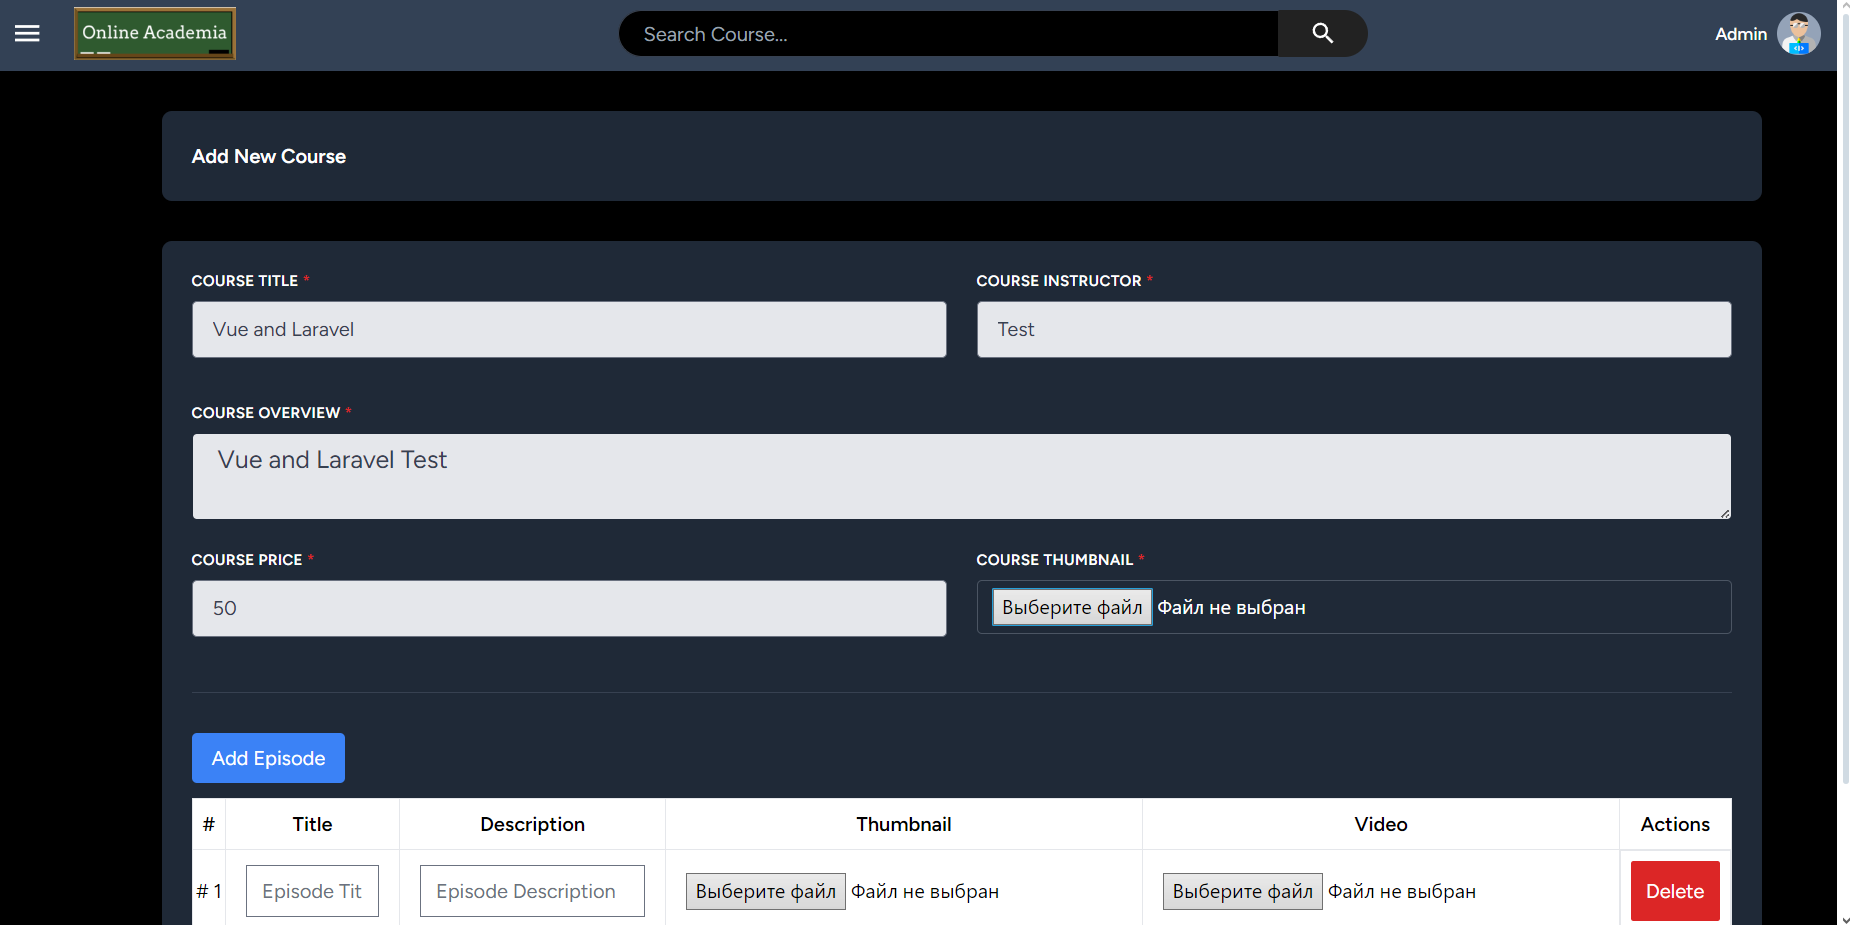 Online Academia
Search Course...
Admin
Add New Course
COURSE TITLE *
COURSE INSTRUCTOR *
Vue and Laravel
Test
COURSE OVERVIEW *
Vue and Laravel Test
COURSE PRICE *
COURSE THUMBNAIL *
50
Выберите файл Файл не выбран
Add Episode
# Title Description Thumbnail Video Actions
# 1 Episode Tit Episode Description Выберите файл Файл не выбран Выберите файл Файл не выбран Delete